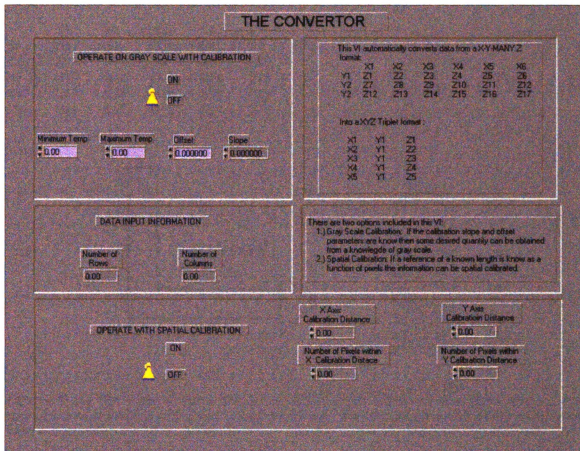 THE CONVERTOR
OPERATE ON GRAY SCALE WITH CALIBRATION
ON
OFF
Minimum Temp. Maximum Temp. Offset Slope
0.00 0.00 0.000000 0.000000
This VI automatically converts data from a X-Y-MANY Z
format:
X1 X2 X3 X4 X5 X6
Y1 Z1 Z2 Z3 Z4 Z5 Z6
Y2 Z7 Z8 Z9 Z10 Z11 Z12
Y3 Z12 Z13 Z14 Z15 Z16 Z17
Into a XYZ Triplet format :
X1 Y1 Z1
X2 Y1 Z2
X3 Y1 Z3
X4 Y1 Z4
X5 Y1 Z5
DATA INPUT INFORMATION
Number of Rows Number of Columns
0.00 0.00
There are two options included in the VI:
1.) Gray Scale Calibration: If the calibration slope and offset
parameters are know then some desired quantity can be obtained
from a knowlegde of gray scale.
2.) Spatial Calibration: If a reference of a known length is know as a
function of pixels the information can be spatial calibrated.
OPERATE WITH SPATIAL CALIBRATION
ON
OFF
X Axis
Calibration Distance
0.00
Y Axis
Calibration Distance
0.00
Number of Pixels within
X Calibration Distace
0.00
Number of Pixels within
Y Calibration Distance
0.00